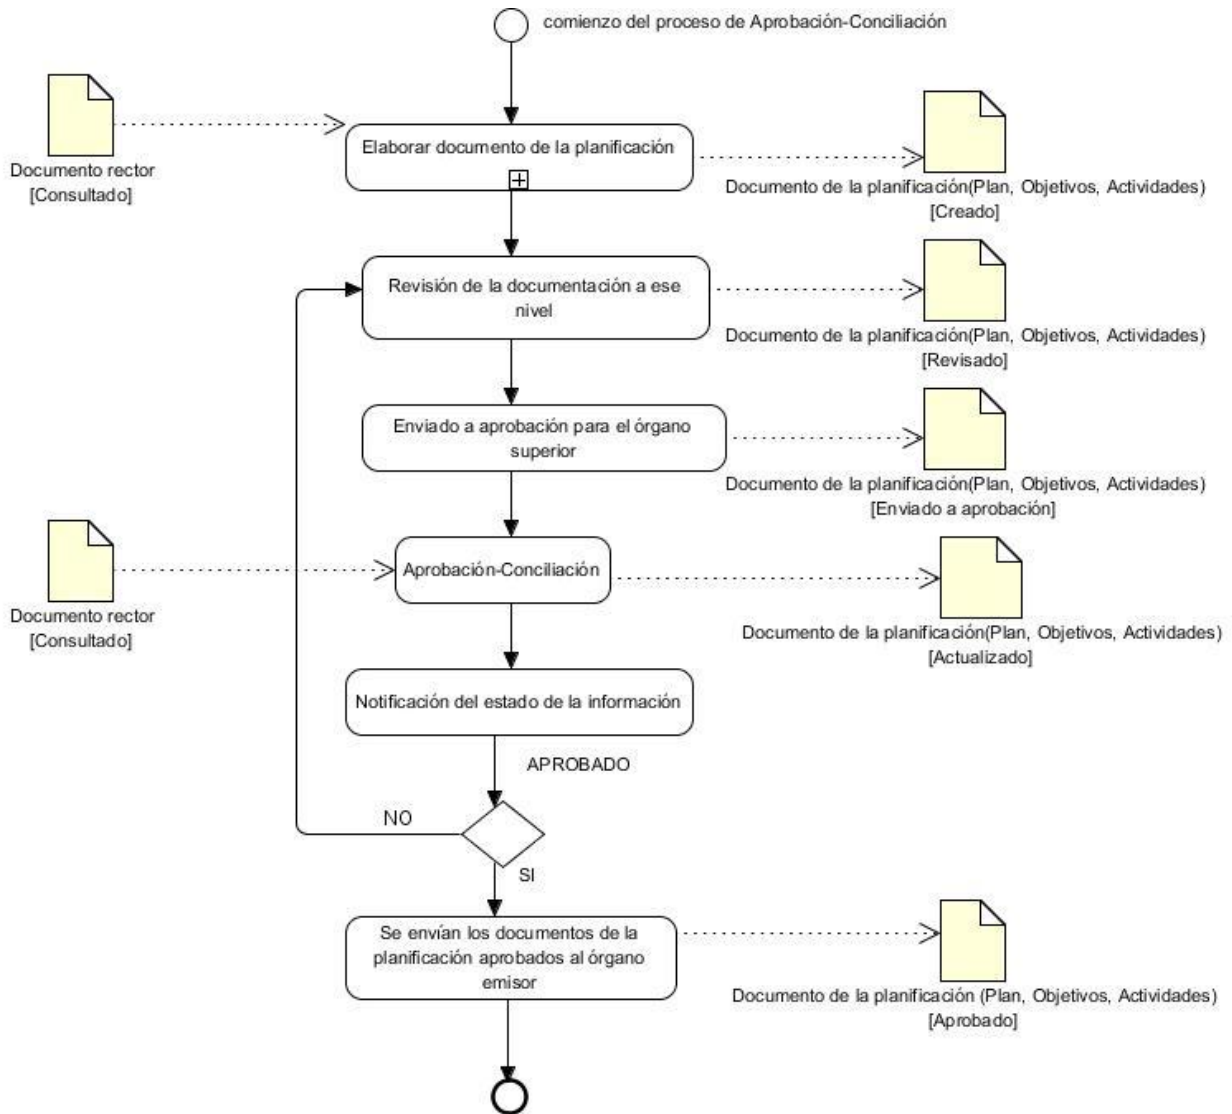 comienzo del proceso de Aprobación-Conciliación
Documento rector
[Consultado]
Elaborar documento de la planificación
Documento de la planificación(Plan, Objetivos, Actividades)
[Creado]
Revisión de la documentación a ese
nivel
Documento de la planificación(Plan, Objetivos, Actividades)
[Revisado]
Enviado a aprobación para el órgano
superior
Documento de la planificación(Plan, Objetivos, Actividades)
[Enviado a aprobación]
Documento rector
[Consultado]
Aprobación-Conciliación
Documento de la planificación(Plan, Objetivos, Actividades)
[Actualizado]
Notificación del estado de la información
APROBADO
NO
SI
Se envían los documentos de la
planificación aprobados al órgano
emisor
Documento de la planificación (Plan, Objetivos, Actividades)
[Aprobado]